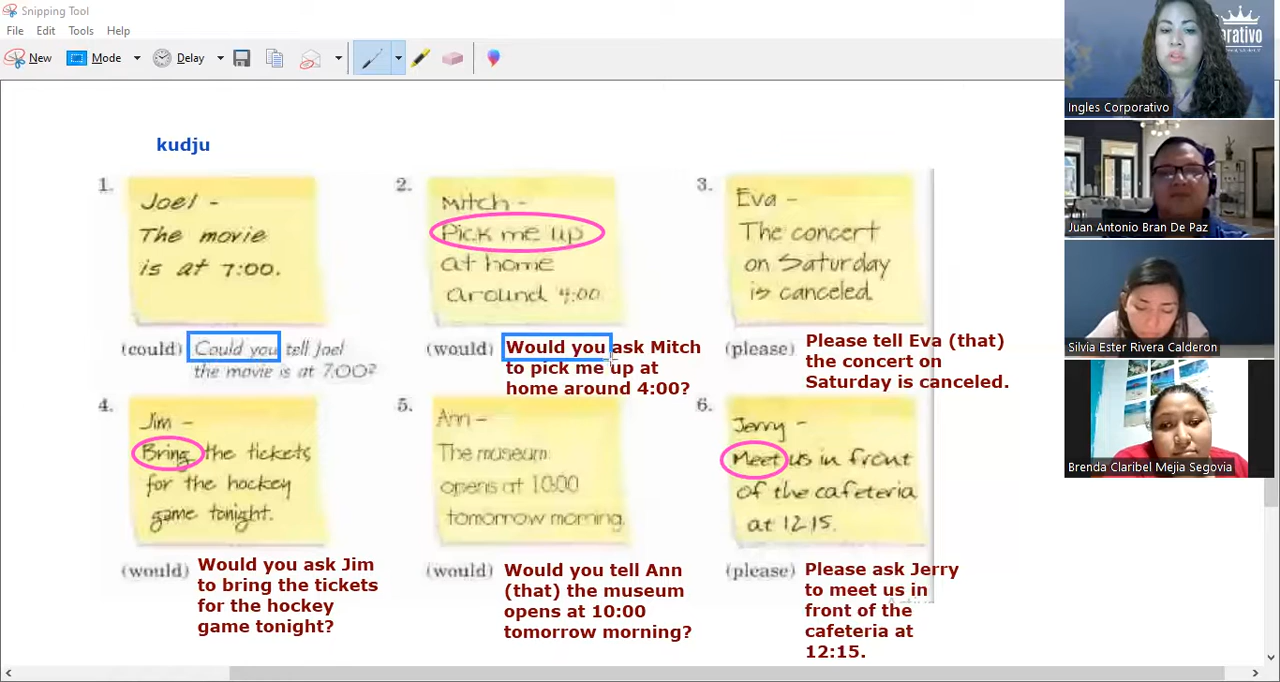 Snipping Tool
File Edit Tools Help
New Mode Delay
kudju
1.
Joel -
The movie
is at 7:00.
(could) Could you tell Joel
the movie is at 7:00?
2.
Mitch -
Pick me up
at home
around 4:00
(would) Would you ask Mitch
to pick me up at
home around 4:00?
3.
Eva -
The concert
on Saturday
is canceled.
(please) Please tell Eva (that)
the concert on
Saturday is canceled.
4.
Jim -
Bring the tickets
for the hockey
game tonight.
(would) Would you ask Jim
to bring the tickets
for the hockey
game tonight?
5.
Ann -
The museum
opens at 10:00
tomorrow morning.
(would) Would you tell Ann
(that) the museum
opens at 10:00
tomorrow morning?
6.
Jerry -
Meet us in front
of the cafeteria
at 12:15.
(please) Please ask Jerry
to meet us in
front of the
cafeteria at
12:15.
Ingles Corporativo
Juan Antonio Bran De Paz
Silvia Ester Rivera Calderon
Brenda Claribel Mejia Segovia